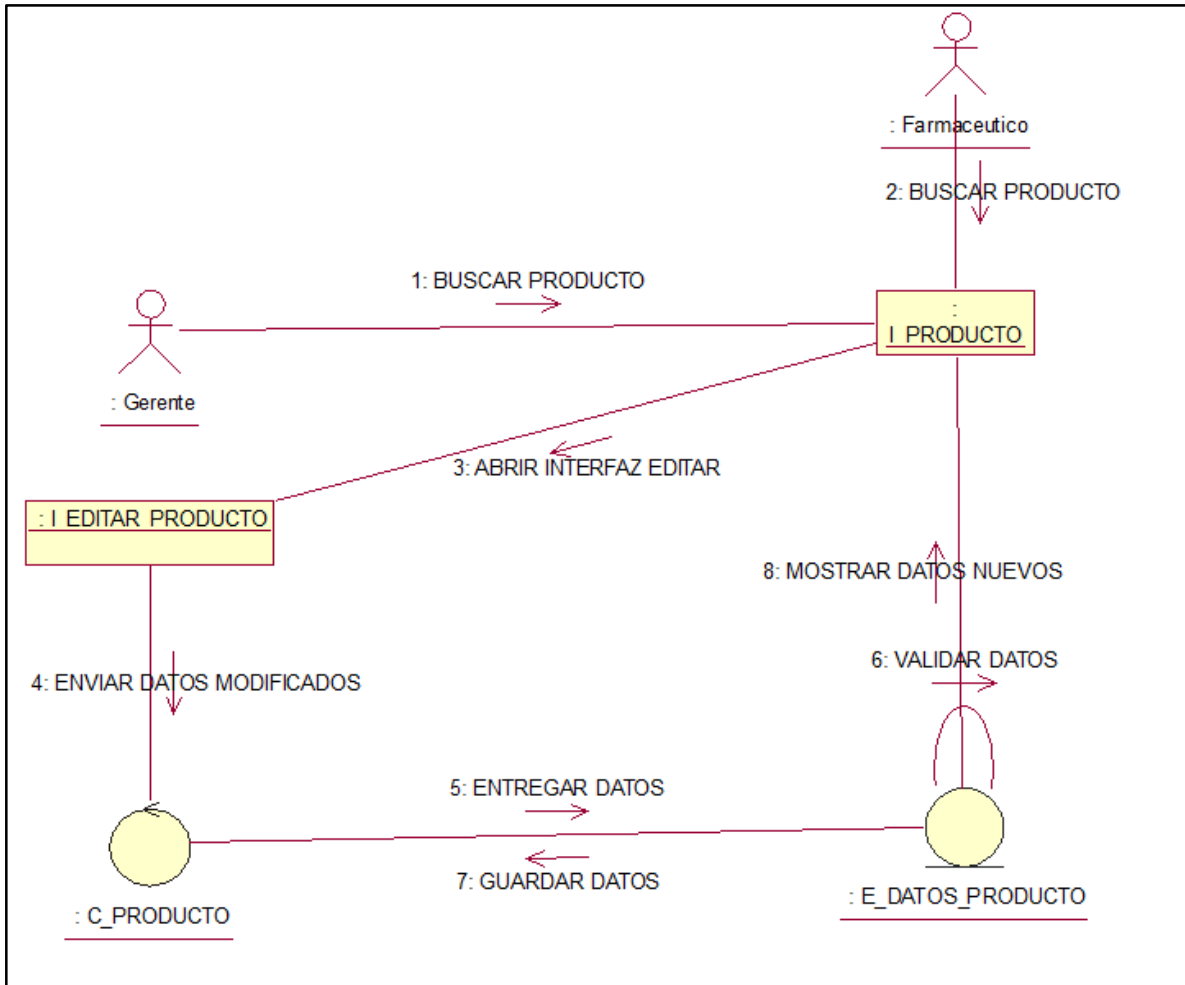 : Farmaceutico
2: BUSCAR PRODUCTO
1: BUSCAR PRODUCTO
:
I_PRODUCTO
: Gerente
3: ABRIR INTERFAZ EDITAR
: I_EDITAR_PRODUCTO
8: MOSTRAR DATOS NUEVOS
6: VALIDAR DATOS
4: ENVIAR DATOS MODIFICADOS
5: ENTREGAR DATOS
7: GUARDAR DATOS
: E_DATOS_PRODUCTO
: C_PRODUCTO